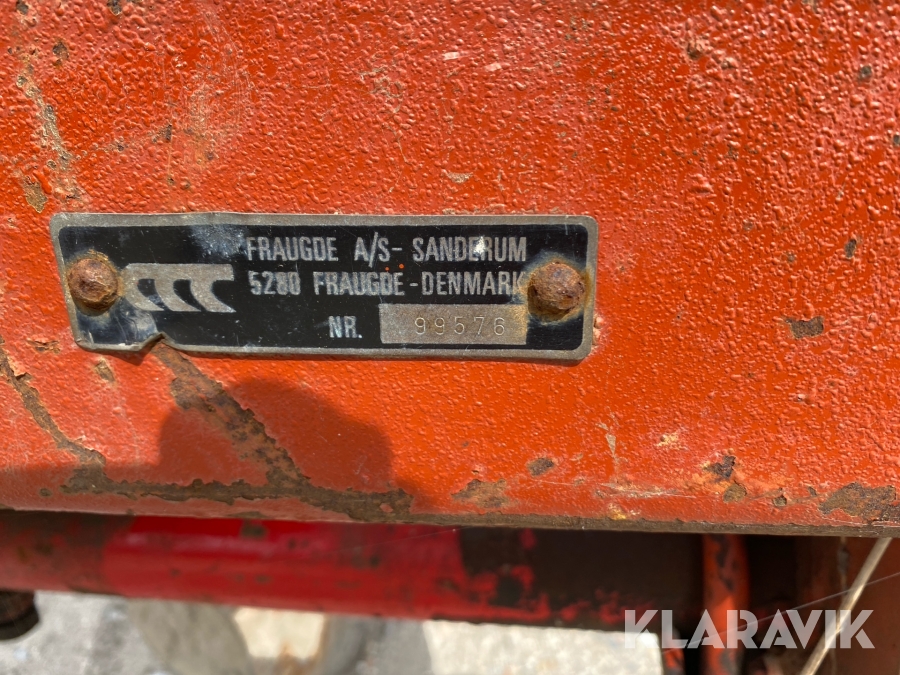 FRAUGDE A/S- SANDERUM
5280 FRAUGDE-DENMARK
NR. 99576
KLARAVIK